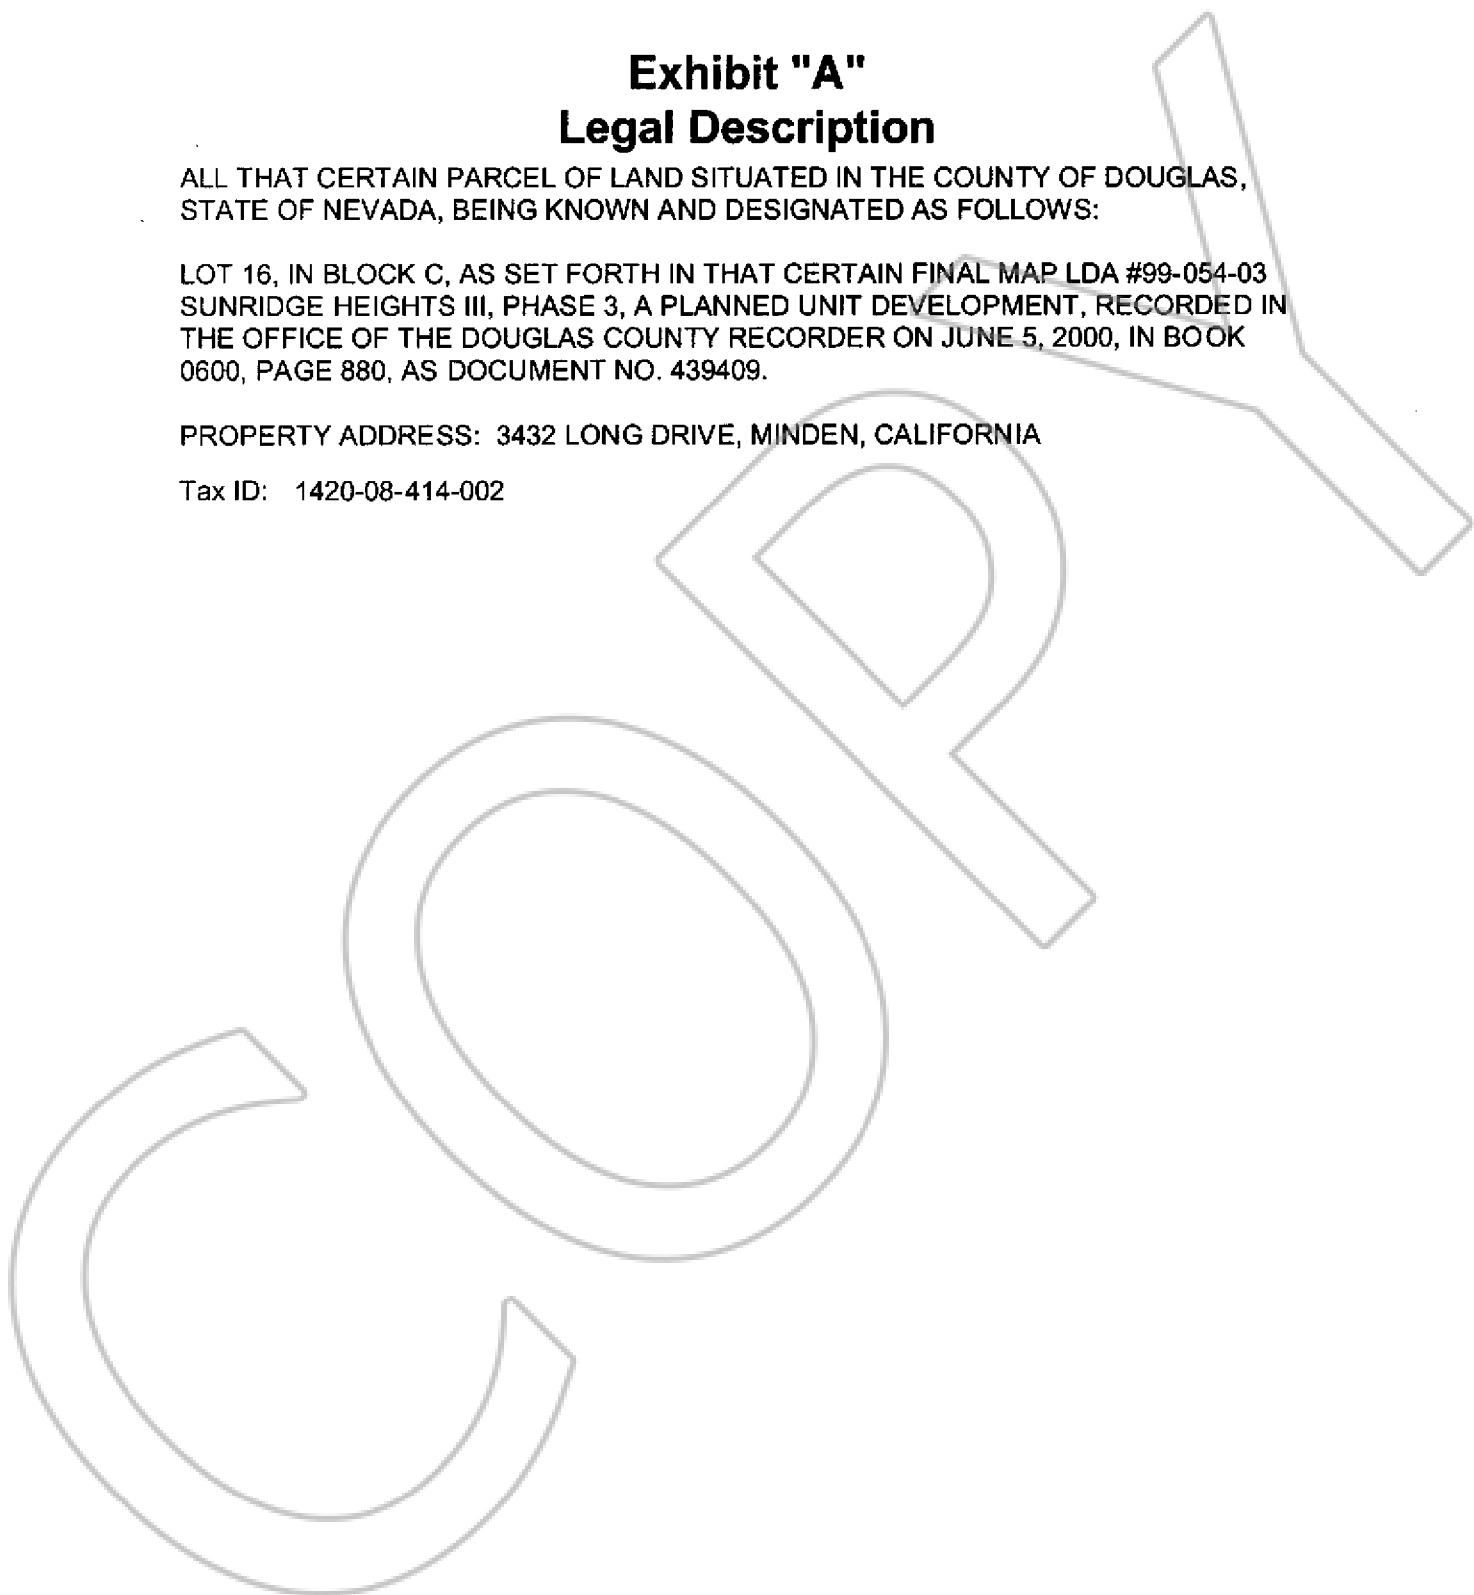 Exhibit "A"
Legal Description
ALL THAT CERTAIN PARCEL OF LAND SITUATED IN THE COUNTY OF DOUGLAS,
STATE OF NEVADA, BEING KNOWN AND DESIGNATED AS FOLLOWS:
LOT 16, IN BLOCK C, AS SET FORTH IN THAT CERTAIN FINAL MAP LDA #99-054-03
SUNRIDGE HEIGHTS III, PHASE 3, A PLANNED UNIT DEVELOPMENT, RECORDED IN
THE OFFICE OF THE DOUGLAS COUNTY RECORDER ON JUNE 5, 2000, IN BOOK
0600, PAGE 880, AS DOCUMENT NO. 439409.
PROPERTY ADDRESS: 3432 LONG DRIVE, MINDEN, CALIFORNIA
Tax ID: 1420-08-414-002
COPY